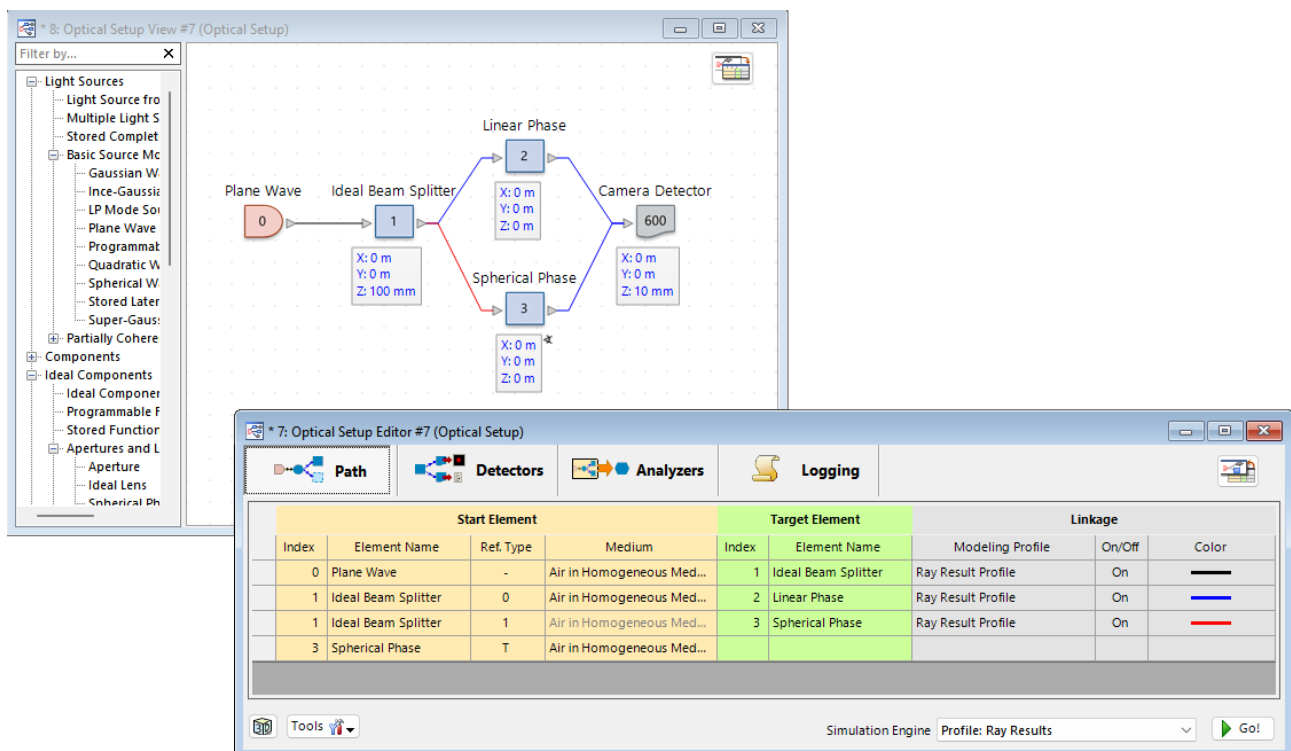 * 8: Optical Setup View #7 (Optical Setup)
Filter by...
Light Sources
Light Source fro
Multiple Light S
Stored Complet
Basic Source Mo
Gaussian W
Ince-Gaussia
LP Mode Sou
Plane Wave
Programmab
Quadratic W
Spherical W
Stored Later
Super-Gauss
Partially Cohere
Components
Ideal Components
Ideal Componen
Programmable F
Stored Function
Apertures and L
Aperture
Ideal Lens
Spherical Ph
Linear Phase
2
X: 0 m
Y: 0 m
Z: 0 m
Plane Wave
0
Ideal Beam Splitter
1
X: 0 m
Y: 0 m
Z: 100 mm
Camera Detector
600
X: 0 m
Y: 0 m
Z: 10 mm
Spherical Phase
3
X: 0 m
Y: 0 m
Z: 0 m
* 7: Optical Setup Editor #7 (Optical Setup)
Path Detectors Analyzers Logging
Start Element Target Element Linkage
Index Element Name Ref. Type Medium Index Element Name Modeling Profile On/Off Color
0 Plane Wave - Air in Homogeneous Med... 1 Ideal Beam Splitter Ray Result Profile On
1 Ideal Beam Splitter 0 Air in Homogeneous Med... 2 Linear Phase Ray Result Profile On
1 Ideal Beam Splitter 1 Air in Homogeneous Med... 3 Spherical Phase Ray Result Profile On
3 Spherical Phase T Air in Homogeneous Med...
3D Tools Simulation Engine Profile: Ray Results Go!